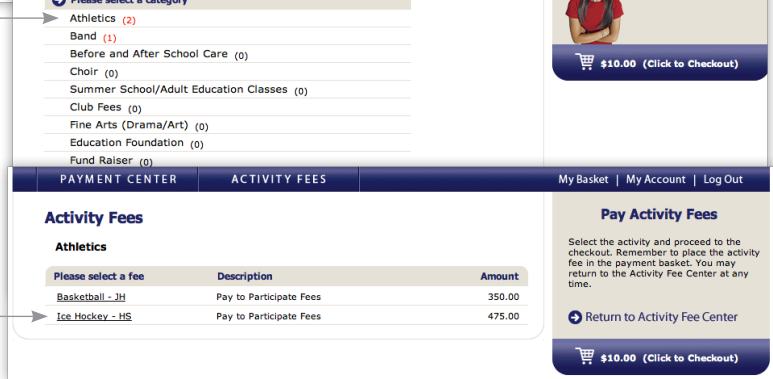 Please select a category
Athletics (2)
Band (1)
Before and After School Care (0)
Choir (0)
Summer School/Adult Education Classes (0)
Club Fees (0)
Fine Arts (Drama/Art) (0)
Education Foundation (0)
Fund Raiser (0)
$10.00 (Click to Checkout)
PAYMENT CENTER ACTIVITY FEES My Basket | My Account | Log Out
Activity Fees
Athletics
Please select a fee Description Amount
Basketball - JH Pay to Participate Fees 350.00
Ice Hockey - HS Pay to Participate Fees 475.00
Pay Activity Fees
Select the activity and proceed to the
checkout. Remember to place the activity
fee in the payment basket. You may
return to the Activity Fee Center at any
time.
Return to Activity Fee Center
$10.00 (Click to Checkout)